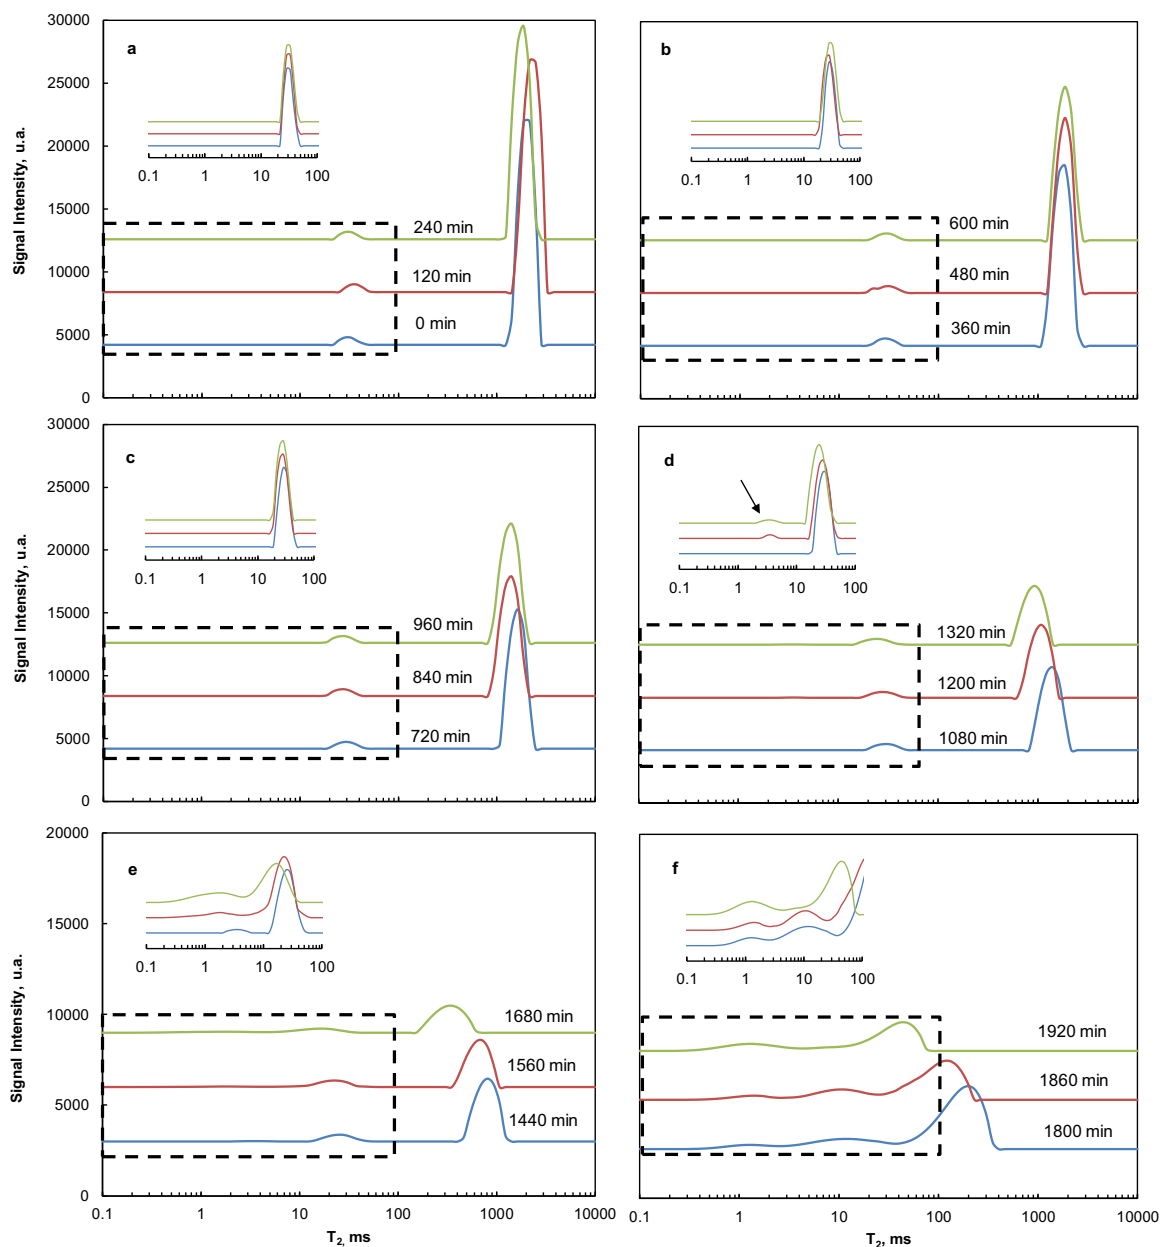 30000
25000
20000
15000
10000
5000
0
Signal Intensity, u.a.
a
0.1 1 10 100
240 min
120 min
0 min
b
0.1 1 10 100
600 min
480 min
360 min
30000
25000
20000
15000
10000
5000
0
Signal Intensity, u.a.
c
0.1 1 10 100
960 min
840 min
720 min
d
0.1 1 10 100
1320 min
1200 min
1080 min
20000
15000
10000
5000
0
Signal Intensity, u.a.
e
0.1 1 10 100
1680 min
1560 min
1440 min
0.1 1 10 100 1000 10000
T2, ms
f
0.1 1 10 100
1920 min
1860 min
1800 min
0.1 1 10 100 1000 10000
T2, ms